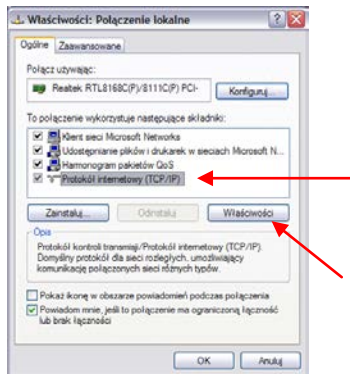 Właściwości: Połączenie lokalne
Ogólne Zaawansowane
Połącz używając:
Reatek RTL8168C(P)/8111C(P) PCI-
Konfiguruj...
To połączenie wykorzystuje następujące składniki:
Klient sieci Microsoft Networks
Udostępnianie plików i drukarek w sieciach Microsoft N...
Harmonogram pakietów QoS
Protokół internetowy (TCP/IP)
Zainstaluj... Odinstaluj Właściwości
Opis
Protokół kontroli transmisji/Protokół internetowy (TCP/IP).
Domyślny protokół dla sieci rozległych, umożliwiający
komunikację połączonych sieci różnych typów.
Pokaż ikonę w obszarze powiadomień podczas połączenia
Powiadom mnie, jeśli to połączenie ma ograniczoną łączność
lub brak łączności
OK Anuluj